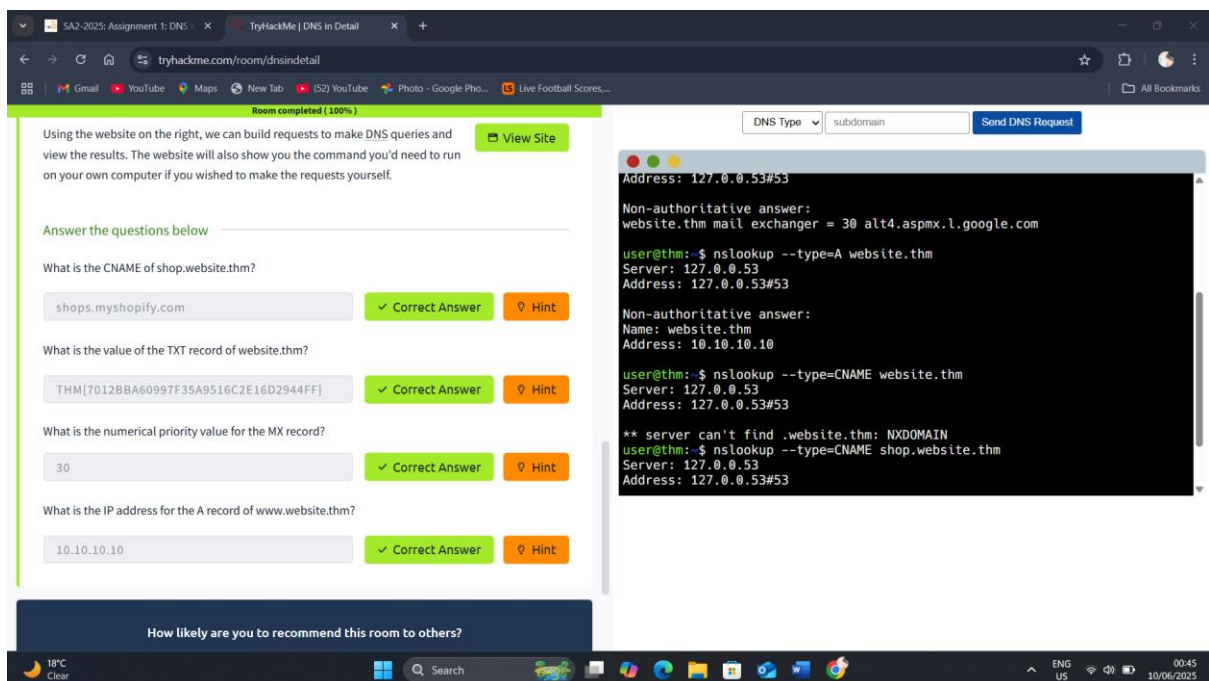 SA2-2025: Assignment 1: DNS
TryHackMe | DNS in Detail
tryhackme.com/room/dnsindetail
Gmail YouTube Maps New Tab (52) YouTube Photo - Google Pho... LS Live Football Scores,... All Bookmarks
Room completed ( 100% )
Using the website on the right, we can build requests to make DNS queries and
view the results. The website will also show you the command you'd need to run
on your own computer if you wished to make the requests yourself.
View Site
Answer the questions below
What is the CNAME of shop.website.thm?
shops.myshopify.com
Correct Answer
Hint
What is the value of the TXT record of website.thm?
THM{7012BBA60997F35A9516C2E16D2944FF}
Correct Answer
Hint
What is the numerical priority value for the MX record?
30
Correct Answer
Hint
What is the IP address for the A record of www.website.thm?
10.10.10.10
Correct Answer
Hint
How likely are you to recommend this room to others?
DNS Type subdomain Send DNS Request
Address: 127.0.0.53#53
Non-authoritative answer:
website.thm mail exchanger = 30 alt4.aspmx.l.google.com
user@thm:~$ nslookup --type=A website.thm
Server: 127.0.0.53
Address: 127.0.0.53#53
Non-authoritative answer:
Name: website.thm
Address: 10.10.10.10
user@thm:~$ nslookup --type=CNAME website.thm
Server: 127.0.0.53
Address: 127.0.0.53#53
** server can't find .website.thm: NXDOMAIN
user@thm:~$ nslookup --type=CNAME shop.website.thm
Server: 127.0.0.53
Address: 127.0.0.53#53
18°C
Clear
Search
ENG
US
00:45
10/06/2025